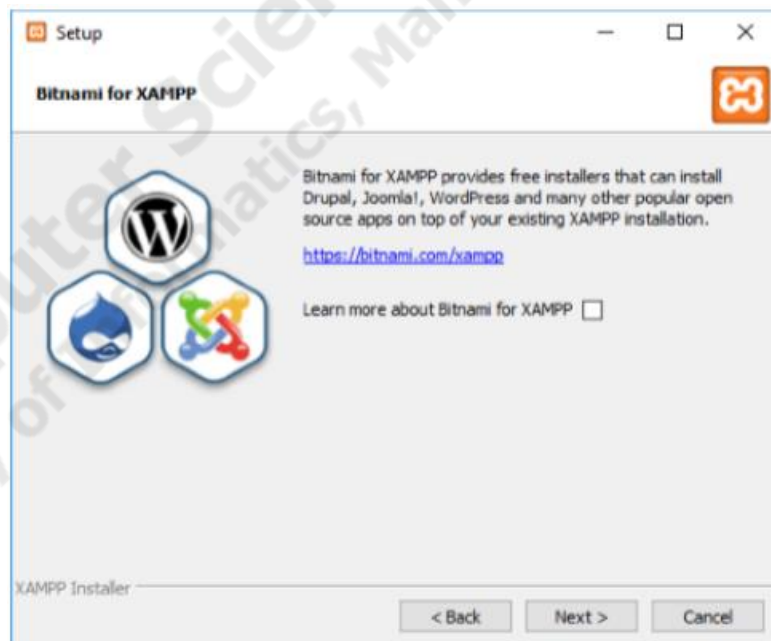 Setup
Bitnami for XAMPP
Bitnami for XAMPP provides free installers that can install
Drupal, Joomla!, WordPress and many other popular open
source apps on top of your existing XAMPP installation.
https://bitnami.com/xampp
Learn more about Bitnami for XAMPP
XAMPP Installer
< Back
Next >
Cancel